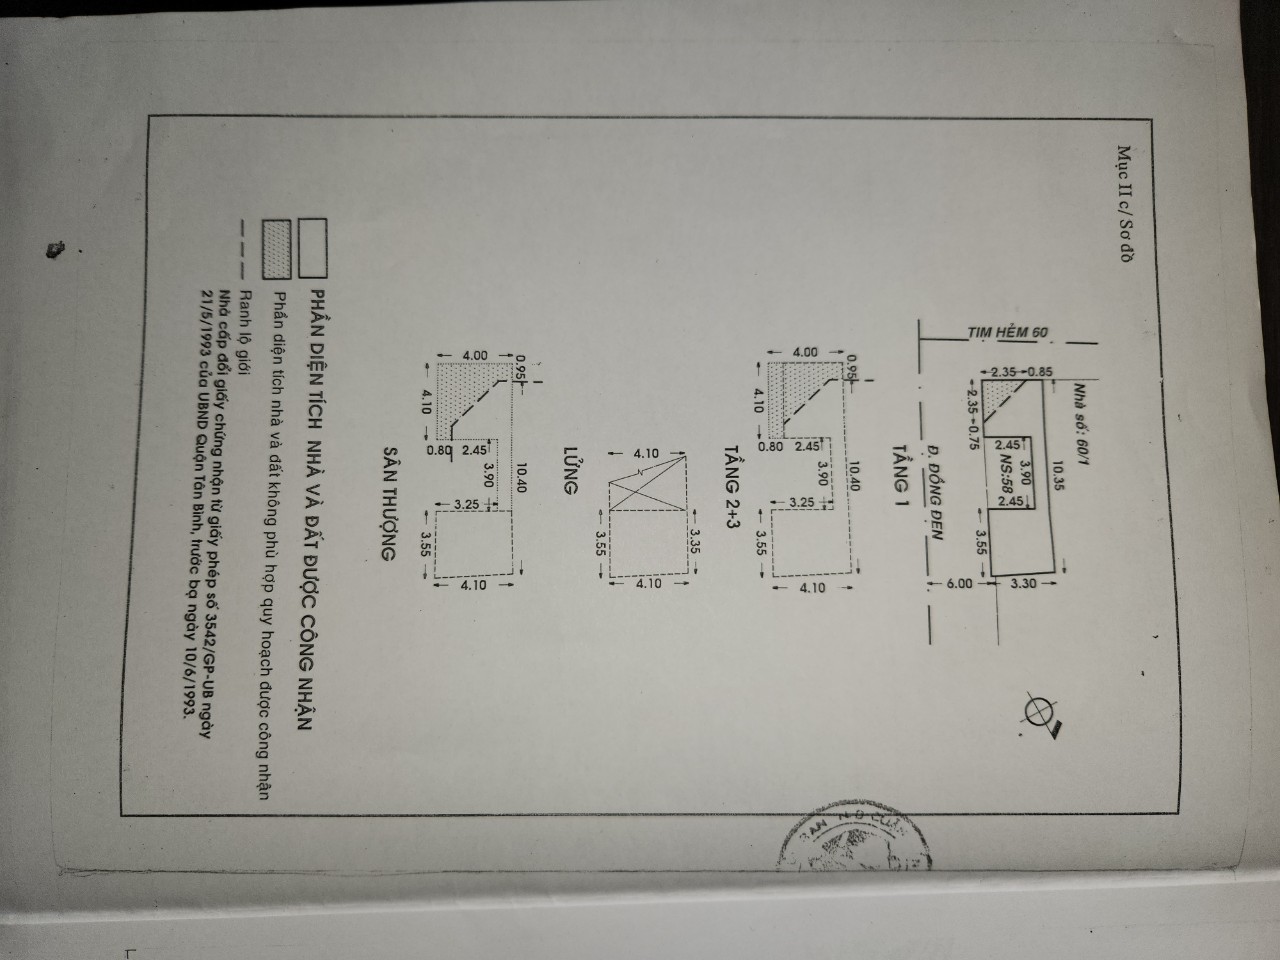 Mục II c/ Sơ đồ
TIM HẺM 60
Nhà số: 60/1
2.35
0.85
10.35
2.35
0.75
2.45
3.90
2.45
NS:58
3.55
Đ. ĐỒNG ĐEN
6.00
3.30
TẦNG 1
4.00
0.95
4.10
0.80
2.45
3.90
10.40
3.25
3.55
4.10
TẦNG 2+3
4.10
N
3.55
3.35
4.10
LỬNG
4.00
0.95
4.10
0.80
2.45
3.90
10.40
3.25
3.55
4.10
SÂN THƯỢNG
PHẦN DIỆN TÍCH NHÀ VÀ ĐẤT ĐƯỢC CÔNG NHẬN
Phần diện tích nhà và đất không phù hợp quy hoạch được công nhận
Ranh lộ giới
Nhà cấp đổi giấy chứng nhận từ giấy phép số 3542/GP-UB ngày
21/5/1993 của UBND Quận Tân Bình, trước bạ ngày 10/6/1993.